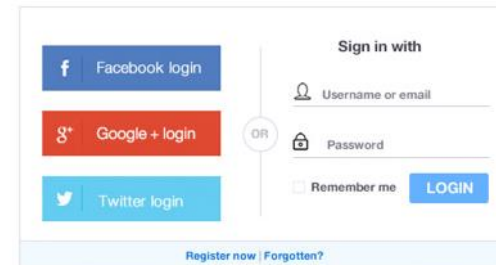 f Facebook login
g+ Google + login
Twitter login
OR
Sign in with
Username or email
Password
Remember me LOGIN
Register now | Forgotten?